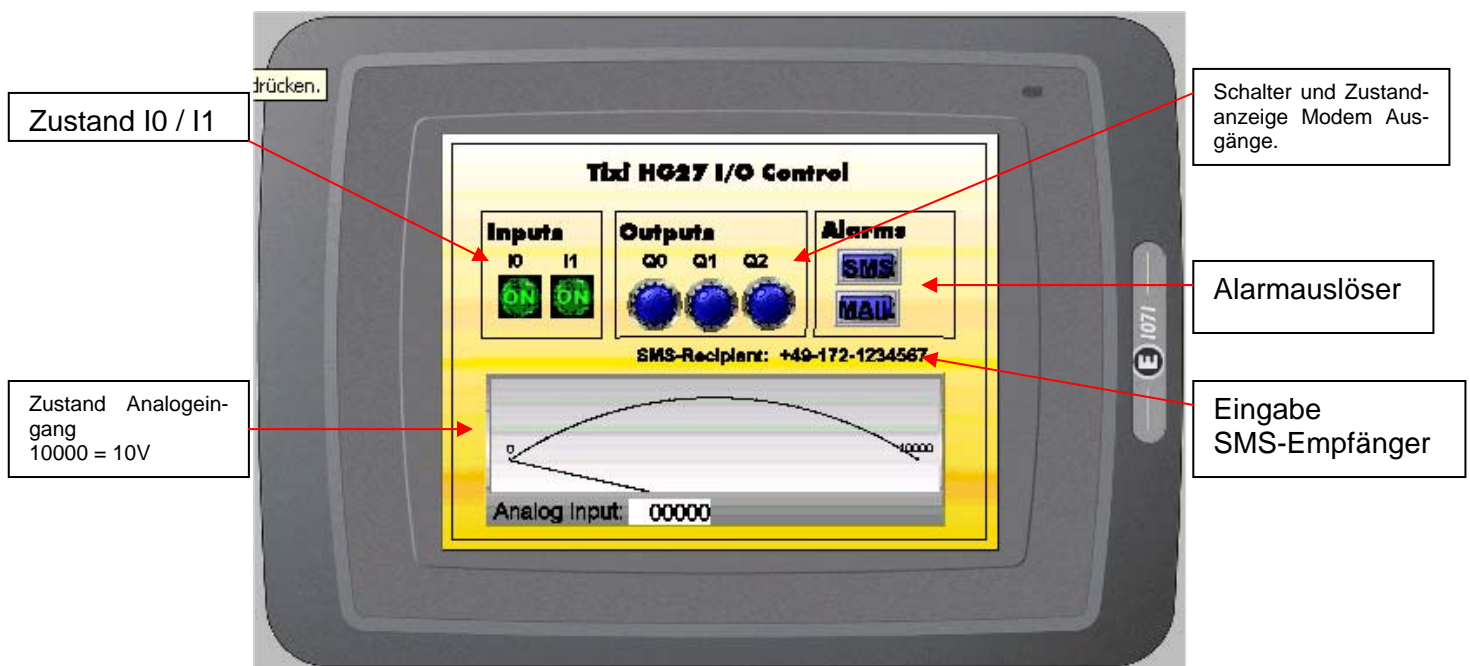 drücken.
Zustand I0 / I1
Schalter und Zustand-
anzeige Modem Aus-
gänge.
Tixi HG27 I/O Control
Inputs
I0 I1
ON ON
Outputs
Q0 Q1 Q2
Alarms
SMS
MAIL
Alarmauslöser
SMS-Recipient: +49-172-1234567
E 1071
Zustand Analogein-
gang
10000 = 10V
0
10000
Analog Input: 00000
Eingabe
SMS-Empfänger